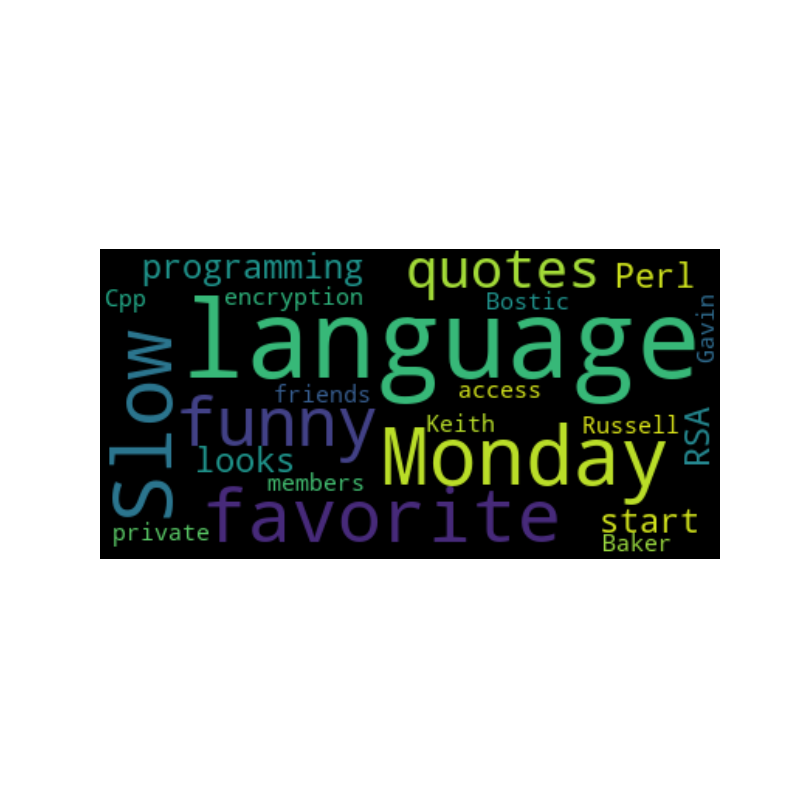 programming
quotes
Perl
Cpp
encryption
Bostic
Gavin
language
Slow
friends
access
funny
Keith
Russell
RSA
looks
Monday
members
favorite
private
start
Baker